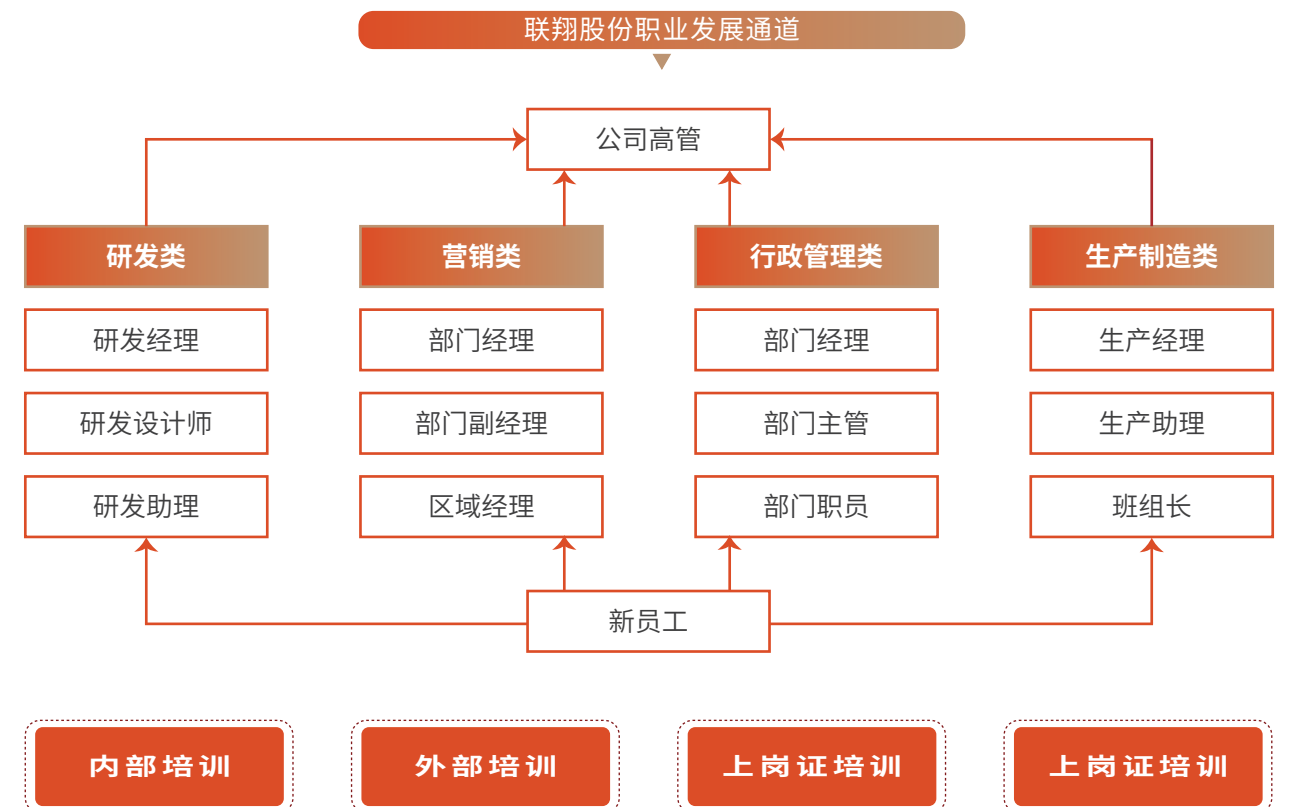 联翔股份职业发展通道
公司高管
研发类
营销类
行政管理类
生产制造类
研发经理
部门经理
部门经理
生产经理
研发设计师
部门副经理
部门主管
生产助理
研发助理
区域经理
部门职员
班组长
新员工
内部培训
外部培训
上岗证培训
上岗证培训